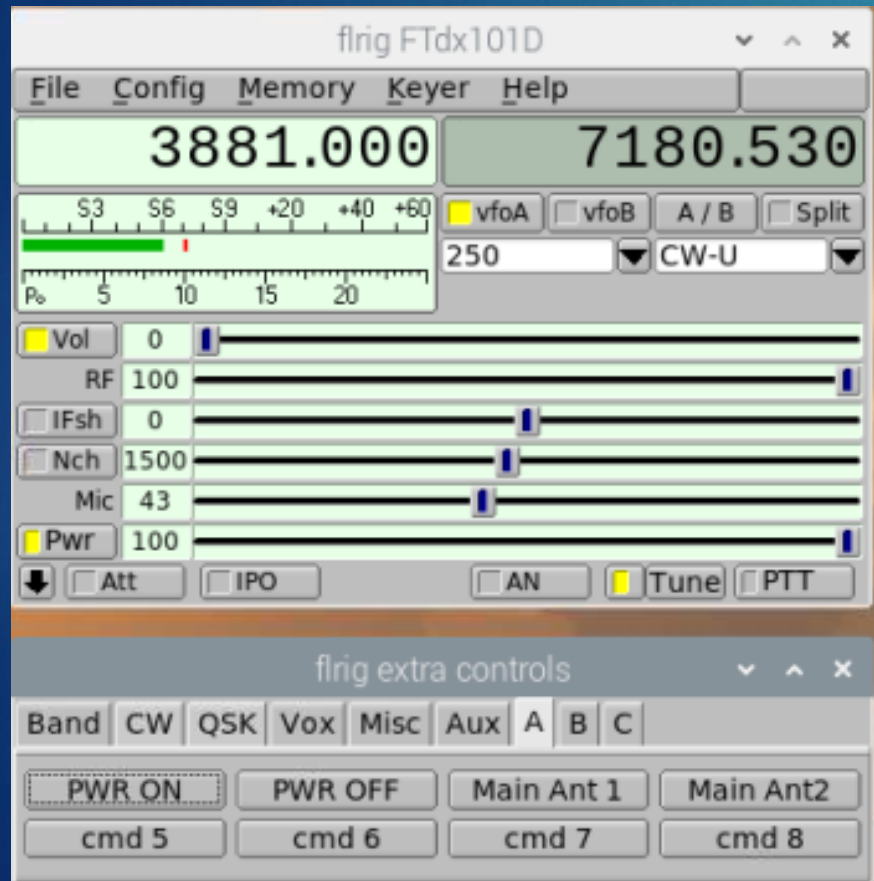 flrig FTdx101D
File Config Memory Keyer Help
3881.000 7180.530
S3 S6 S9 +20 +40 +60
vfoA vfoB A / B Split
250 CW-U
Po 5 10 15 20
Vol 0
RF 100
IFsh 0
Nch 1500
Mic 43
Pwr 100
Att IPO AN Tune PTT
flrig extra controls
Band CW QSK Vox Misc Aux A B C
PWR ON PWR OFF Main Ant 1 Main Ant2
cmd 5 cmd 6 cmd 7 cmd 8